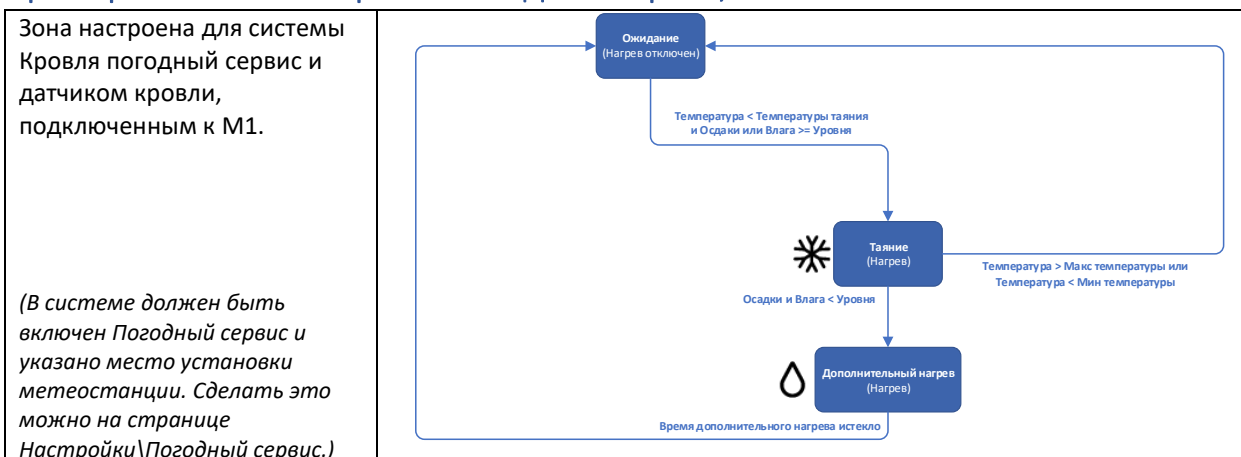 Зона настроена для системы
Кровля погодный сервис и
датчиком кровли,
подключенным к М1.
(В системе должен быть
включен Погодный сервис и
указано место установки
метеостанции. Сделать это
можно на странице
Настройки\Погодный сервис.)
Ожидание
(Нагрев отключен)
Температура < Температуры таяния
и Осдаки или Влага >= Уровня
Таяние
(Нагрев)
Температура > Макс температуры или
Температура < Мин температуры
Осадки и Влага < Уровня
Дополнительный нагрев
(Нагрев)
Время дополнительного нагрева истекло